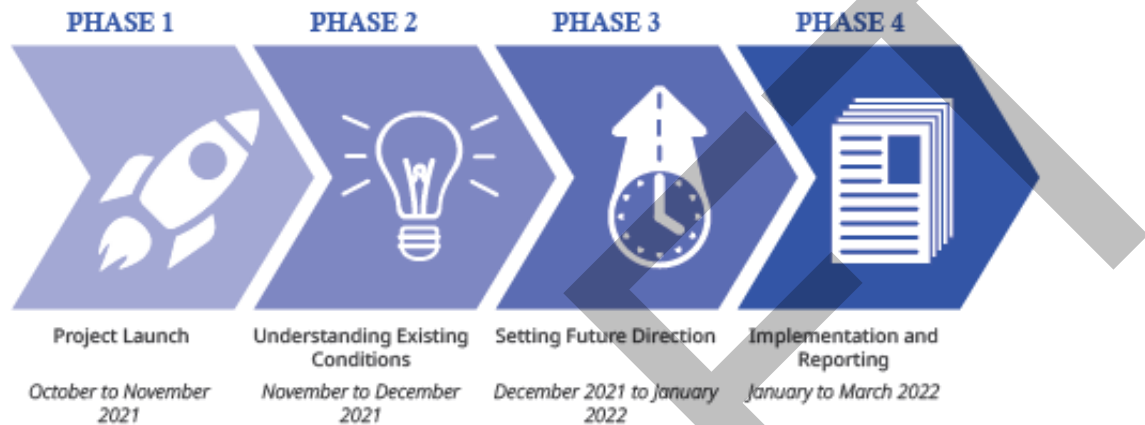 PHASE 1
PHASE 2
PHASE 3
PHASE 4
Project Launch
October to November
2021
Understanding Existing
Conditions
November to December
2021
Setting Future Direction
December 2021 to January
2022
Implementation and
Reporting
January to March 2022